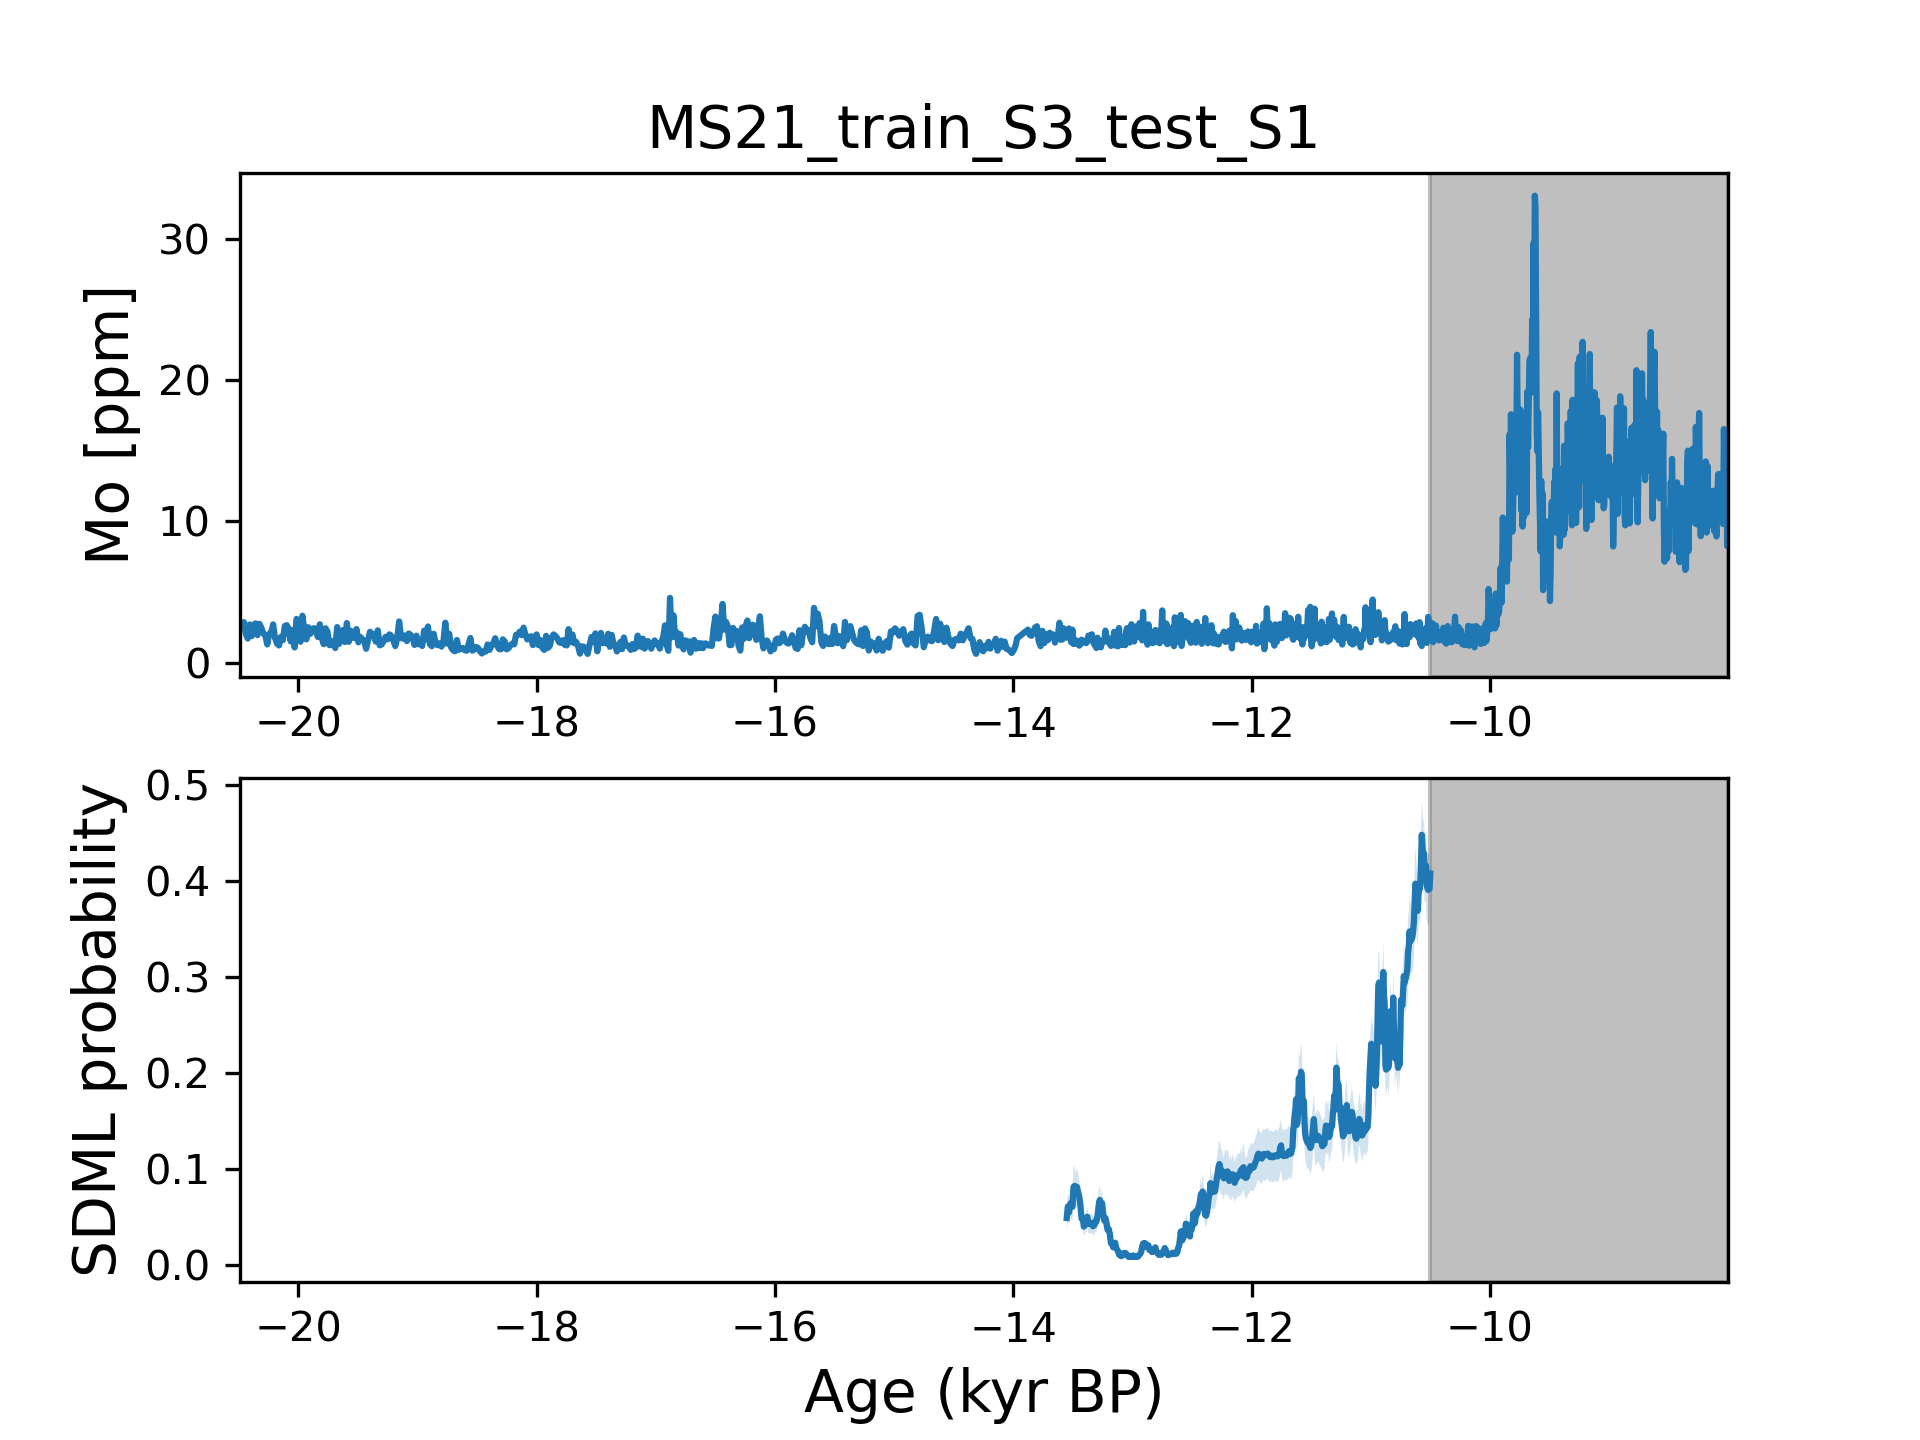 MS21_train_S3_test_S1
Mo [ppm]
30
20
10
0
−20 −18 −16 −14 −12 −10
SDML probability
0.5
0.4
0.3
0.2
0.1
0.0
−20 −18 −16 −14 −12 −10
Age (kyr BP)